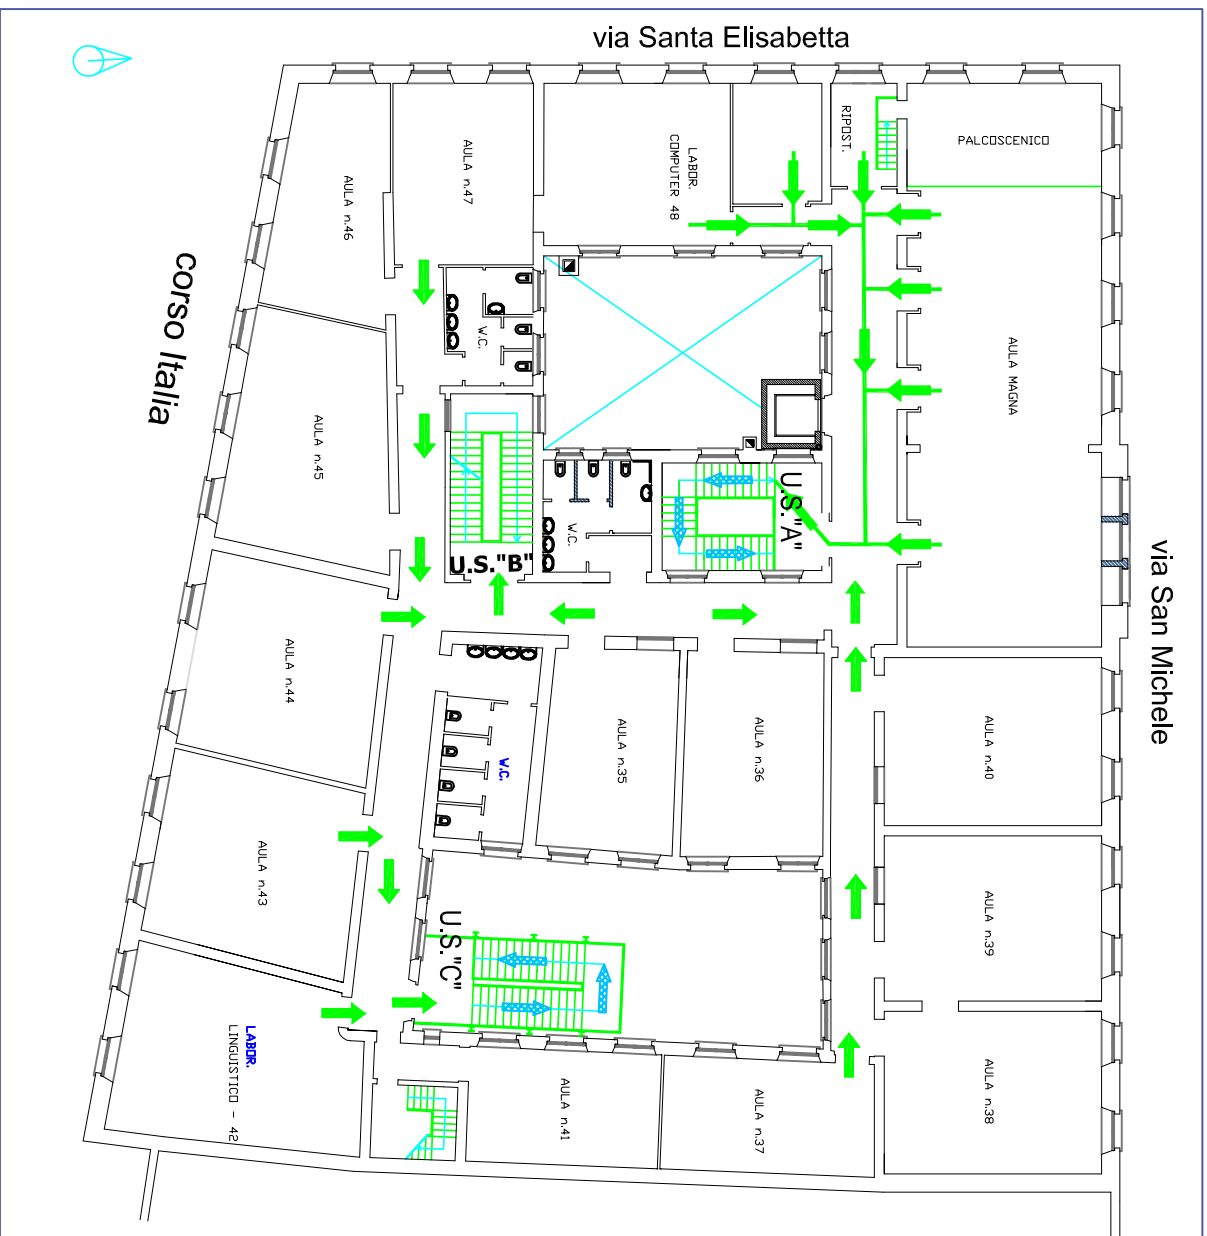 via Santa Elisabetta
corso Italia
via San Michele
PALCOSCENICO
RIPOST.
LABOR.
COMPUTER 48
AULA n.47
AULA n.46
W.C.
AULA MAGNA
AULA n.45
U.S."A"
W.C.
U.S."B"
AULA n.44
AULA n.35
AULA n.36
AULA n.40
W.C.
AULA n.43
AULA n.39
U.S."C"
LABOR.
LINGUISTICO - 42
AULA n.41
AULA n.37
AULA n.38